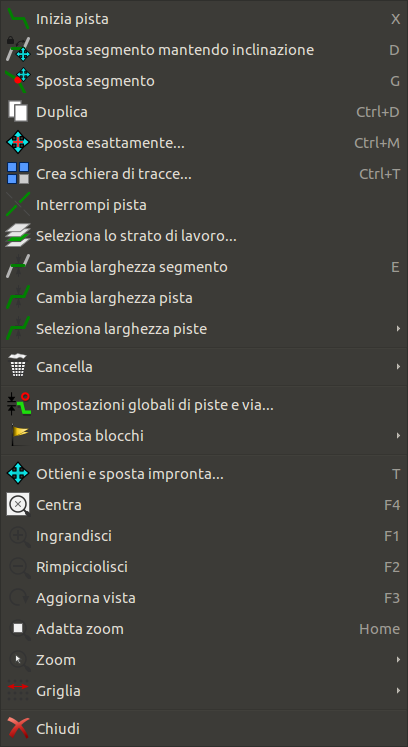 Inizia pista X
Sposta segmento mantendo inclinazione D
Sposta segmento G
Duplica Ctrl+D
Sposta esattamente... Ctrl+M
Crea schiera di tracce... Ctrl+T
Interrompi pista
Seleziona lo strato di lavoro...
Cambia larghezza segmento E
Cambia larghezza pista
Seleziona larghezza piste
Cancella
Impostazioni globali di piste e via...
Imposta blocchi
Ottieni e sposta impronta... T
Centra F4
Ingrandisci F1
Rimpicciolisci F2
Aggiorna vista F3
Adatta zoom Home
Zoom
Griglia
Chiudi